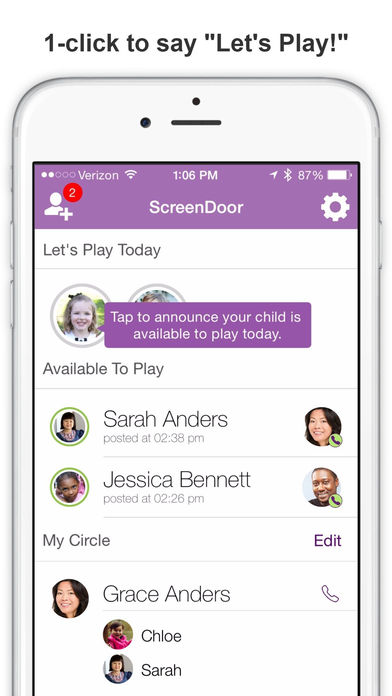 1-click to say "Let's Play!"
Verizon 1:06 PM 87%
2
ScreenDoor
Let's Play Today
Tap to announce your child is
available to play today.
Available To Play
Sarah Anders
posted at 02:38 pm
Jessica Bennett
posted at 02:26 pm
My Circle Edit
Grace Anders
Chloe
Sarah